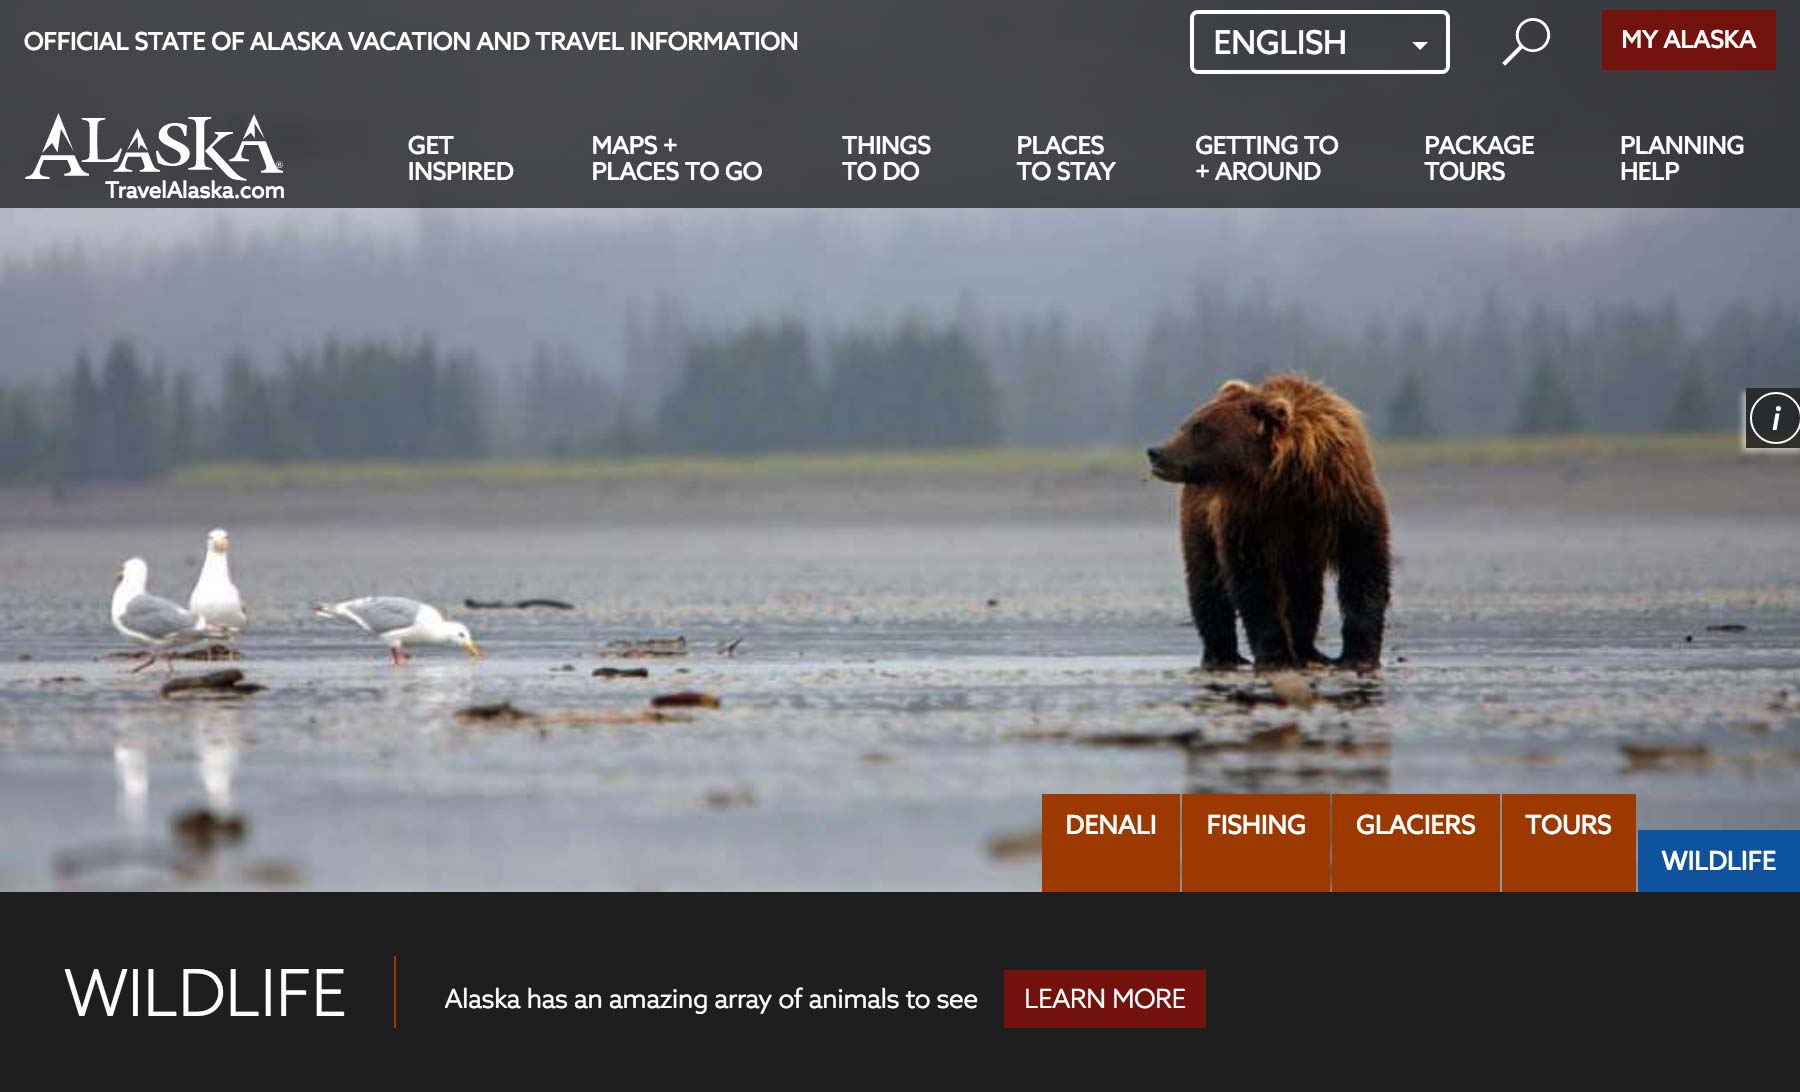 OFFICIAL STATE OF ALASKA VACATION AND TRAVEL INFORMATION
ENGLISH
MY ALASKA
ALASKA®
TravelAlaska.com
GET
INSPIRED
MAPS +
PLACES TO GO
THINGS
TO DO
PLACES
TO STAY
GETTING TO
+ AROUND
PACKAGE
TOURS
PLANNING
HELP
i
DENALI
FISHING
GLACIERS
TOURS
WILDLIFE
WILDLIFE
Alaska has an amazing array of animals to see
LEARN MORE